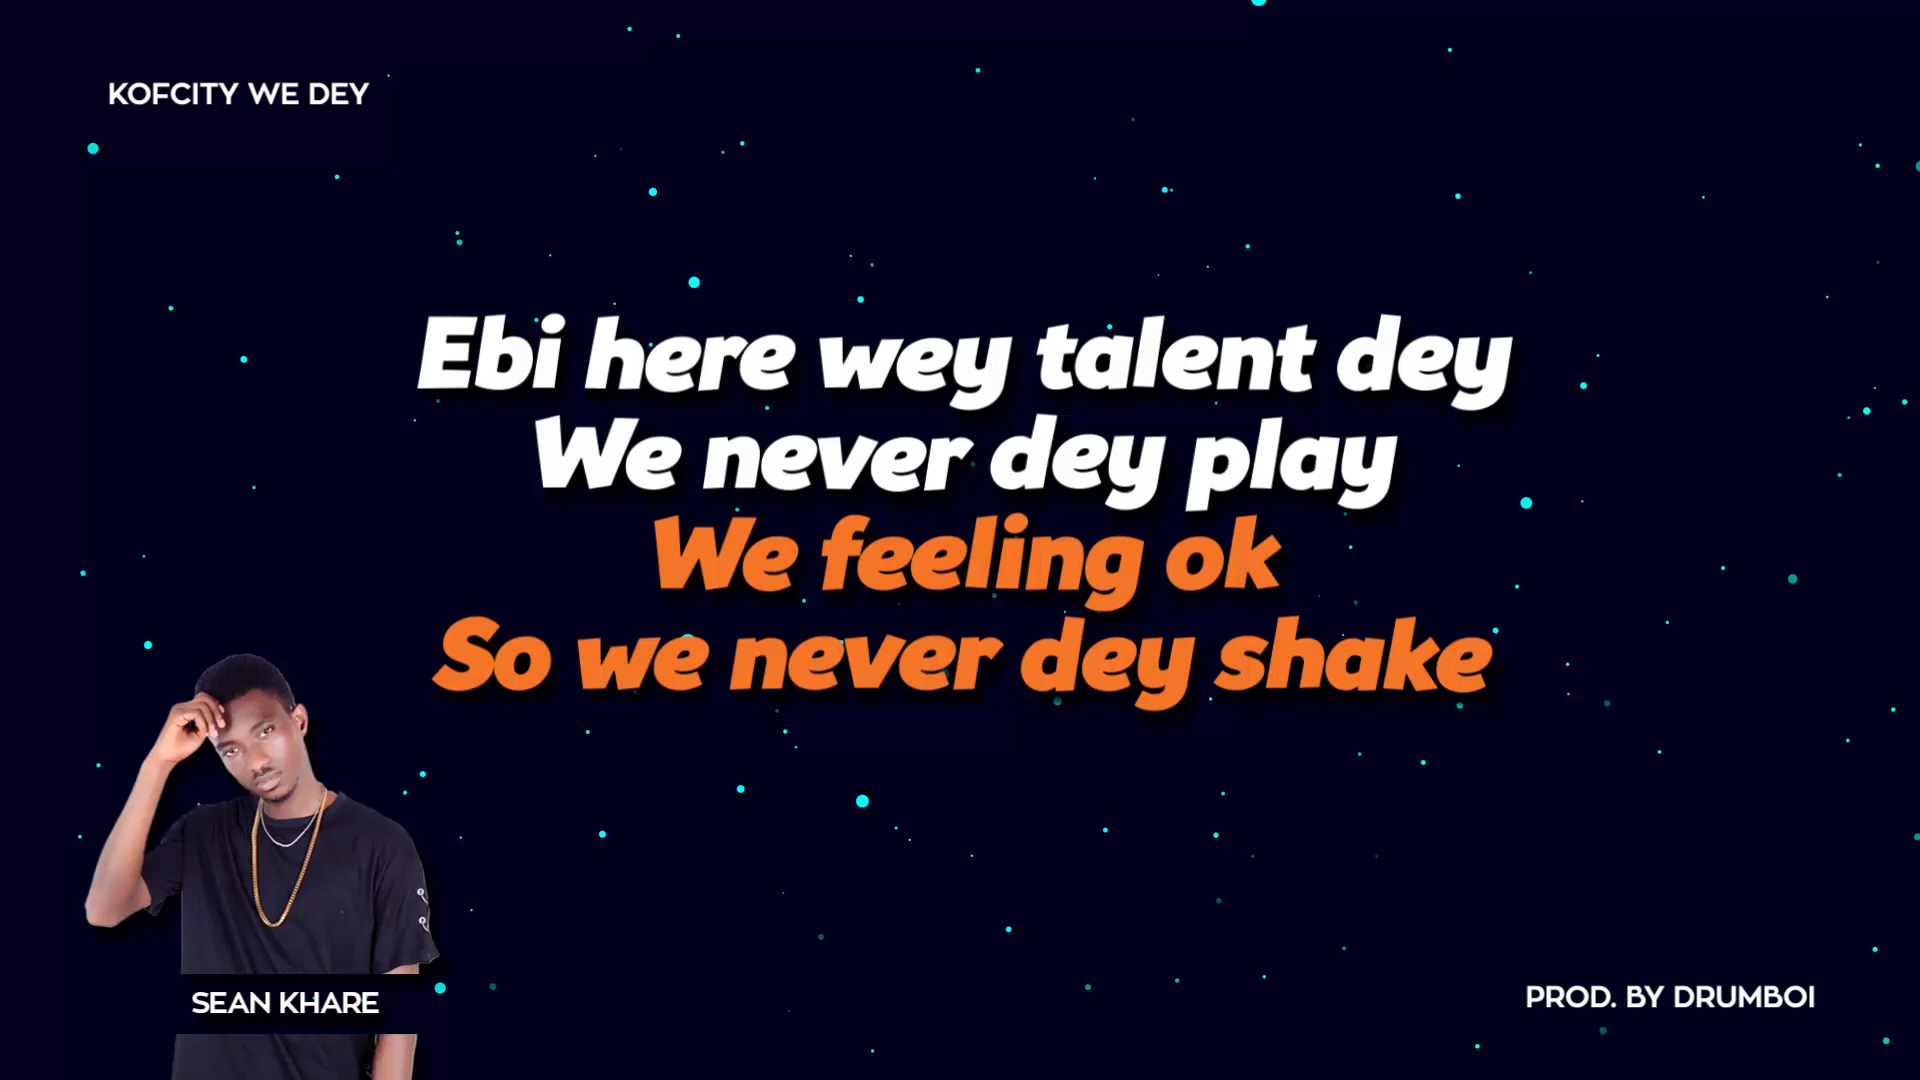 KOFCITY WE DEY
Ebi here wey talent dey
We never dey play
We feeling ok
So we never dey shake
SEAN KHARE
PROD. BY DRUMBOI